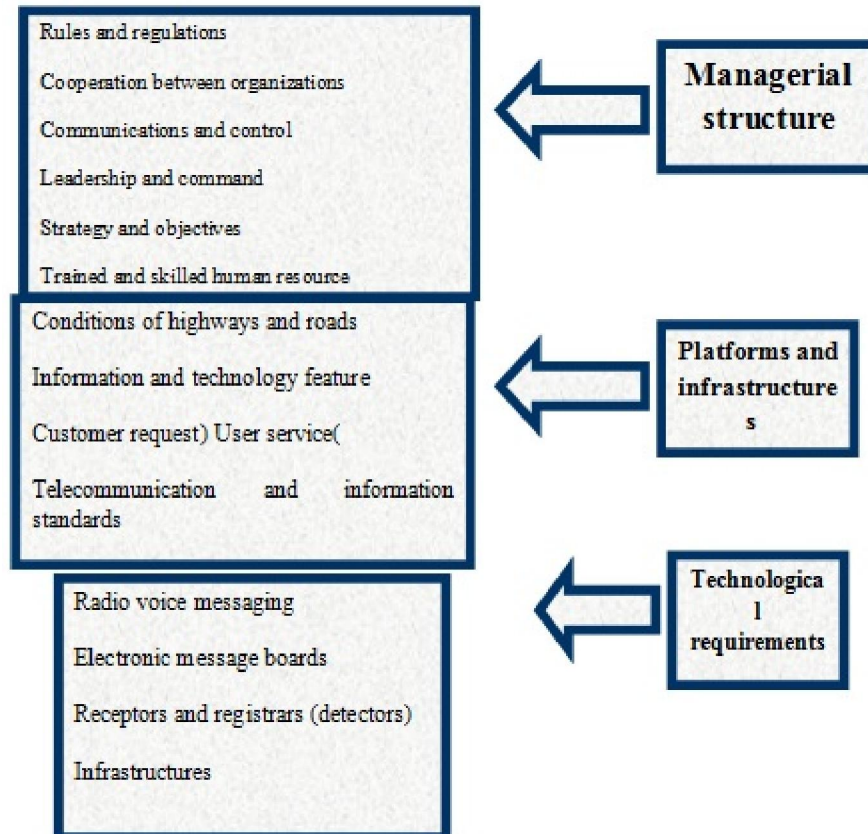 Rules and regulations
Cooperation between organizations
Communications and control
Leadership and command
Strategy and objectives
Trained and skilled human resource
Managerial
structure
Conditions of highways and roads
Information and technology feature
Customer request) User service(
Telecommunication and information
standards
Platforms and
infrastructure
s
Radio voice messaging
Electronic message boards
Receptors and registrars (detectors)
Infrastructures
Technologica
l
requirements